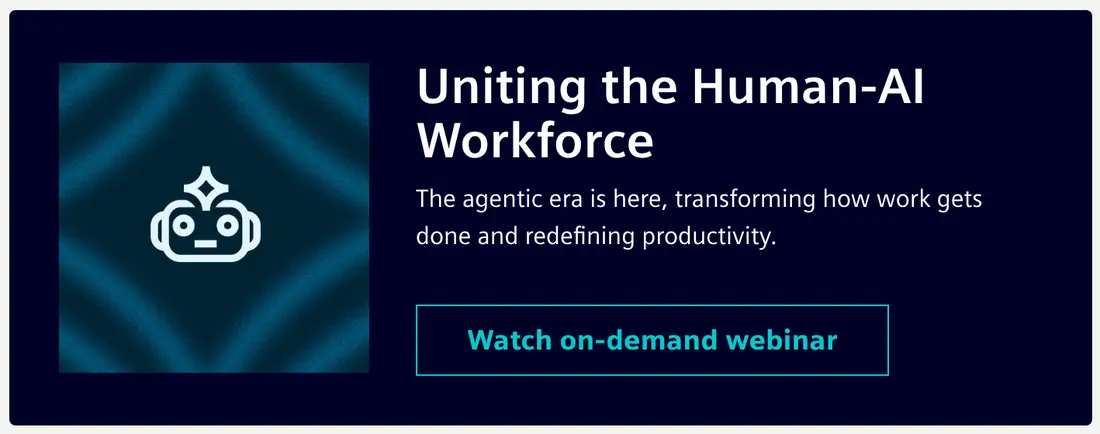 Uniting the Human-AI
Workforce
The agentic era is here, transforming how work gets
done and redefining productivity.
Watch on-demand webinar